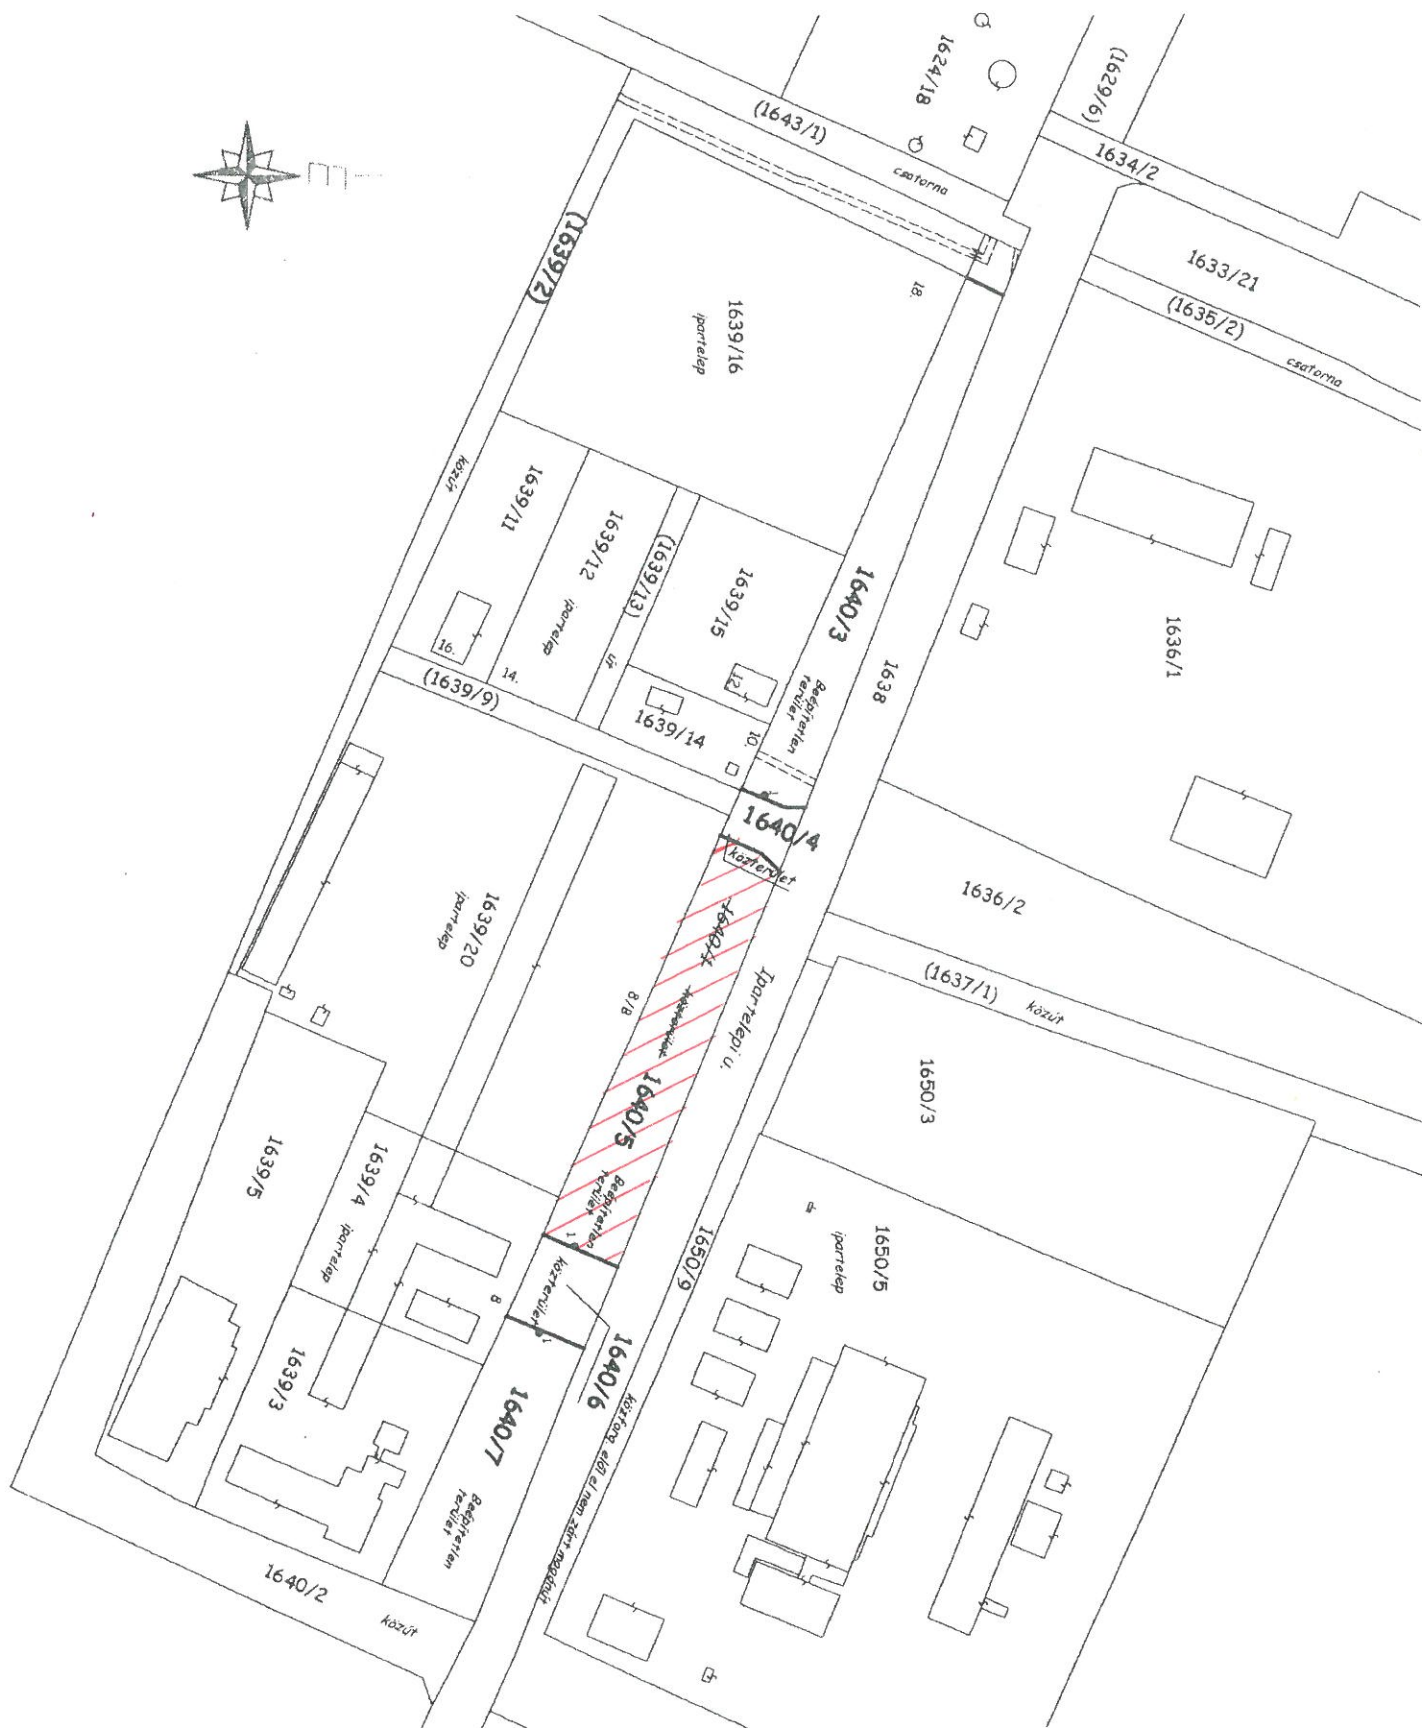 1624/18
(1629/6)
(1643/1)
csatorna
1634/2
1633/21
(1635/2)
csatorna
É
(1639/2)
közút
18.
1639/16
ipartelep
1639/11
1639/12
ipartelep
(1639/13)
út
1639/15
12.
16.
14.
(1639/9)
1639/14
10.
1640/3
Beépítetlen
terület
1638
1636/1
1640/4
közterület
1636/2
(1637/1)
közút
1639/20
ipartelep
8/B
közterület
1640/5
Beépítetlen
terület
Ipartelepi u.
1650/3
1650/9
1650/5
ipartelep
1639/5
1639/4
ipartelep
8
közterület
1640/6
1639/3
1640/7
Beépítetlen
terület
közforg. elől el nem zárt magánút
1640/2
közút